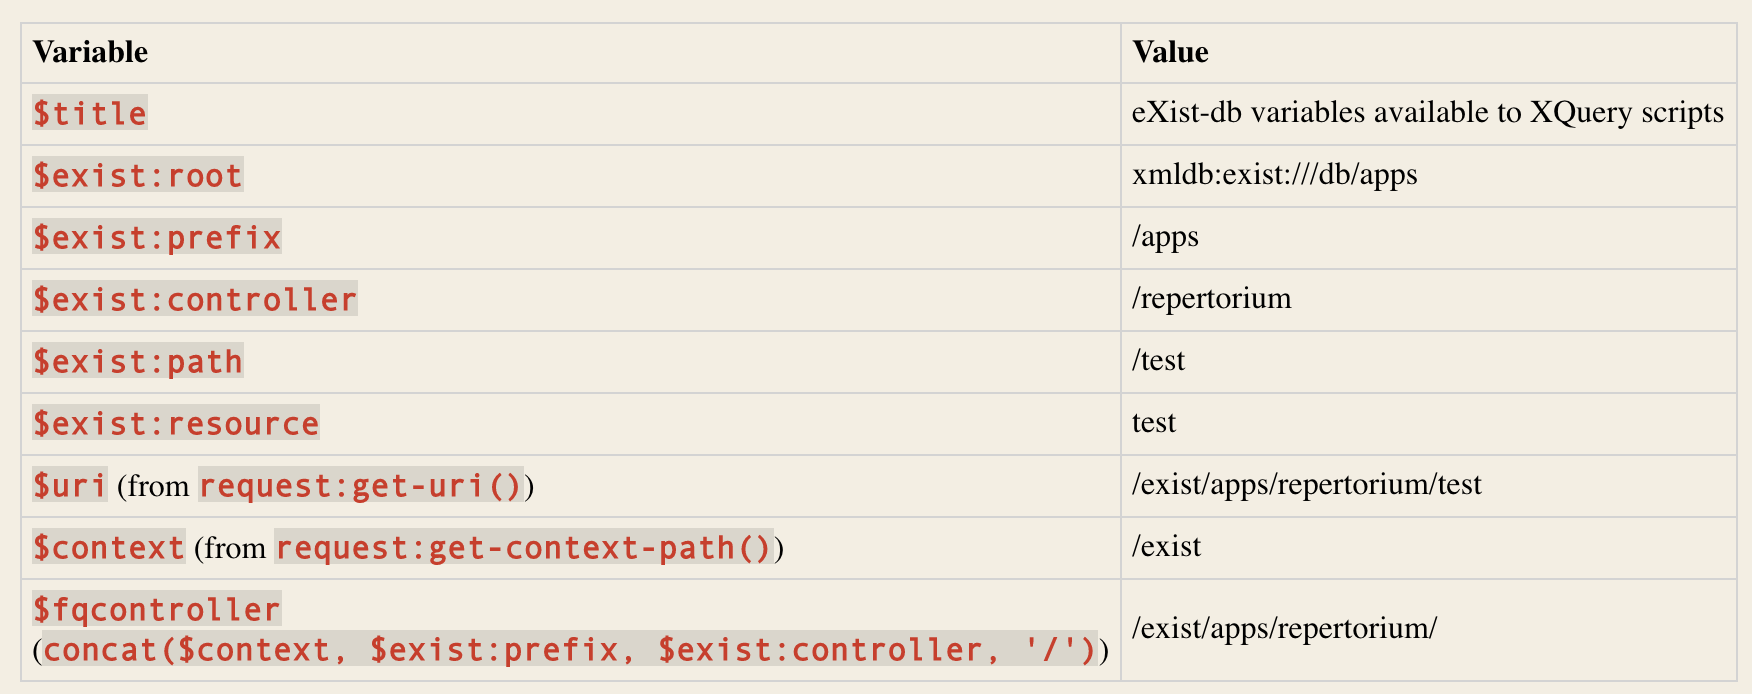 Variable Value
$title eXist-db variables available to XQuery scripts
$exist:root xmldb:exist:///db/apps
$exist:prefix /apps
$exist:controller /repertorium
$exist:path /test
$exist:resource test
$uri (from request:get-uri()) /exist/apps/repertorium/test
$context (from request:get-context-path()) /exist
$fqcontroller
(concat($context, $exist:prefix, $exist:controller, '/')) /exist/apps/repertorium/